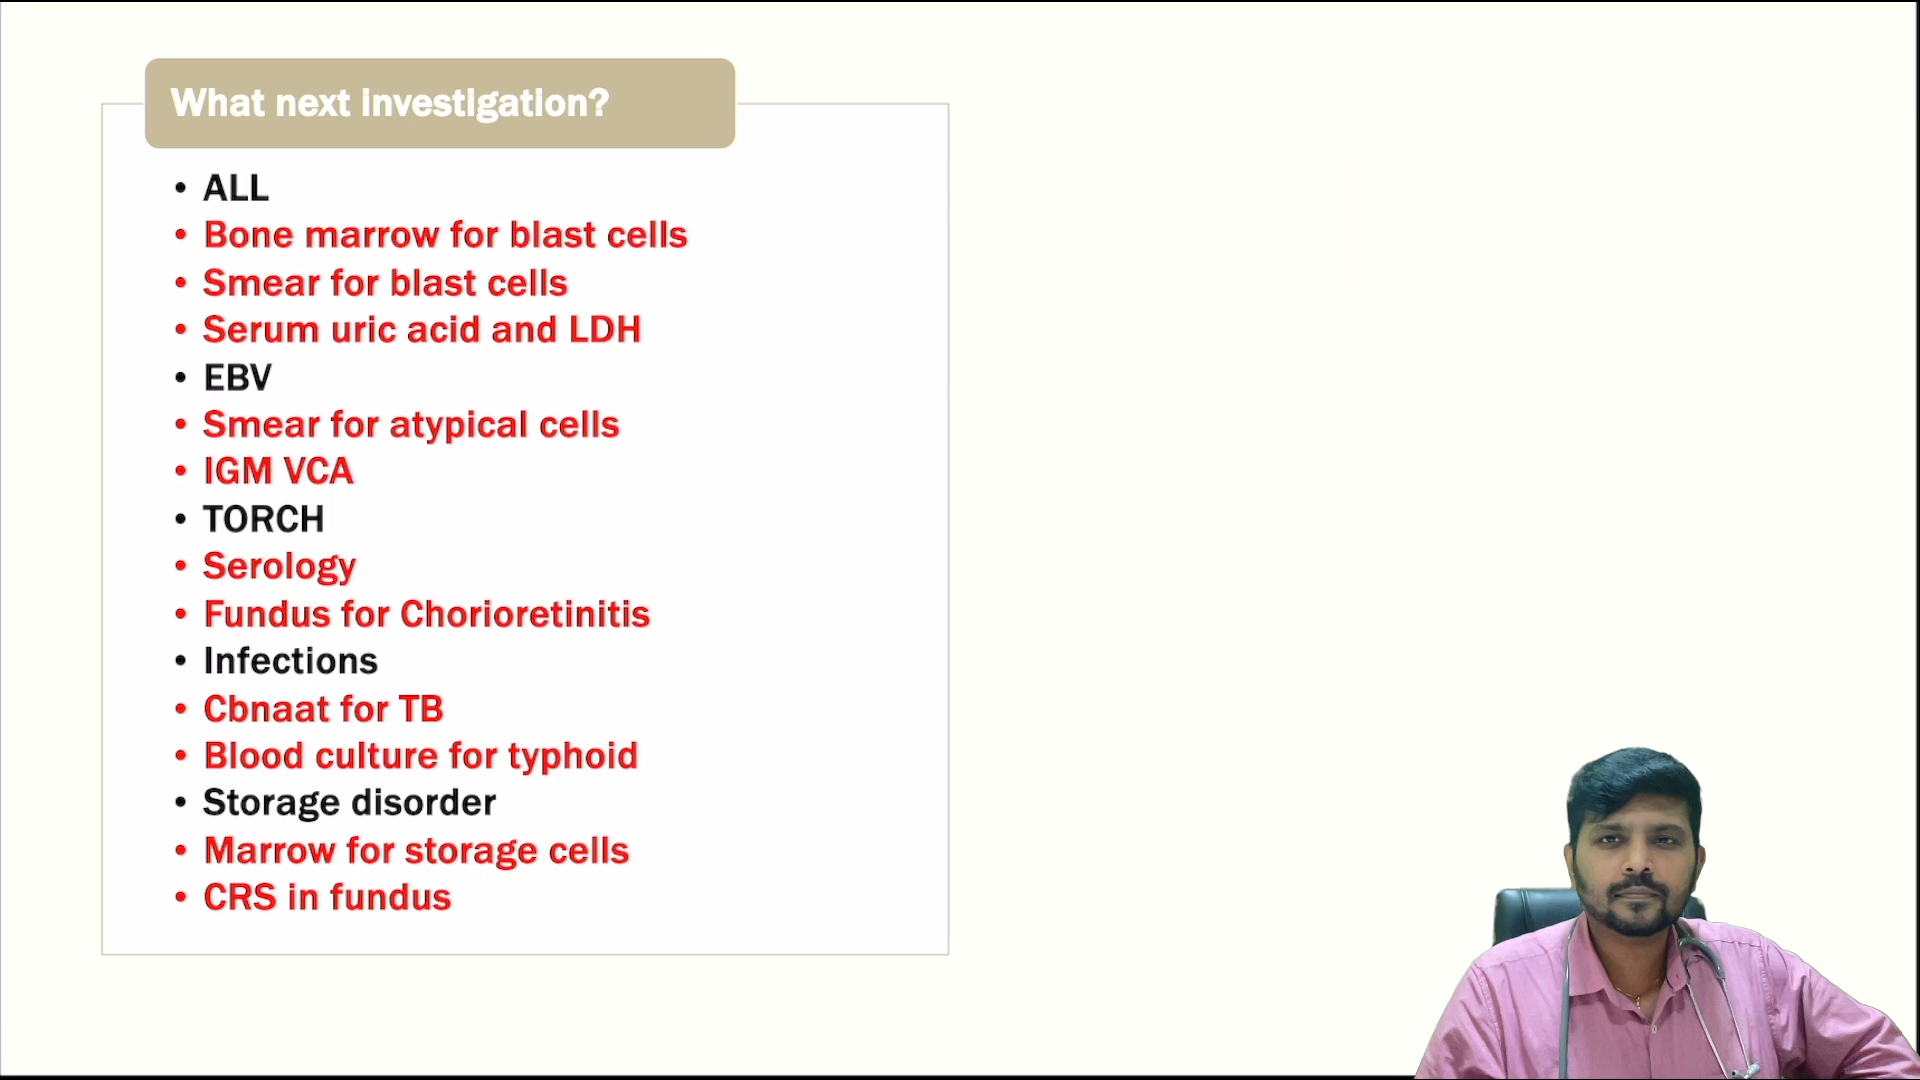 What next investigation?
• ALL
• Bone marrow for blast cells
• Smear for blast cells
• Serum uric acid and LDH
• EBV
• Smear for atypical cells
• IGM VCA
• TORCH
• Serology
• Fundus for Chorioretinitis
• Infections
• Cbnaat for TB
• Blood culture for typhoid
• Storage disorder
• Marrow for storage cells
• CRS in fundus